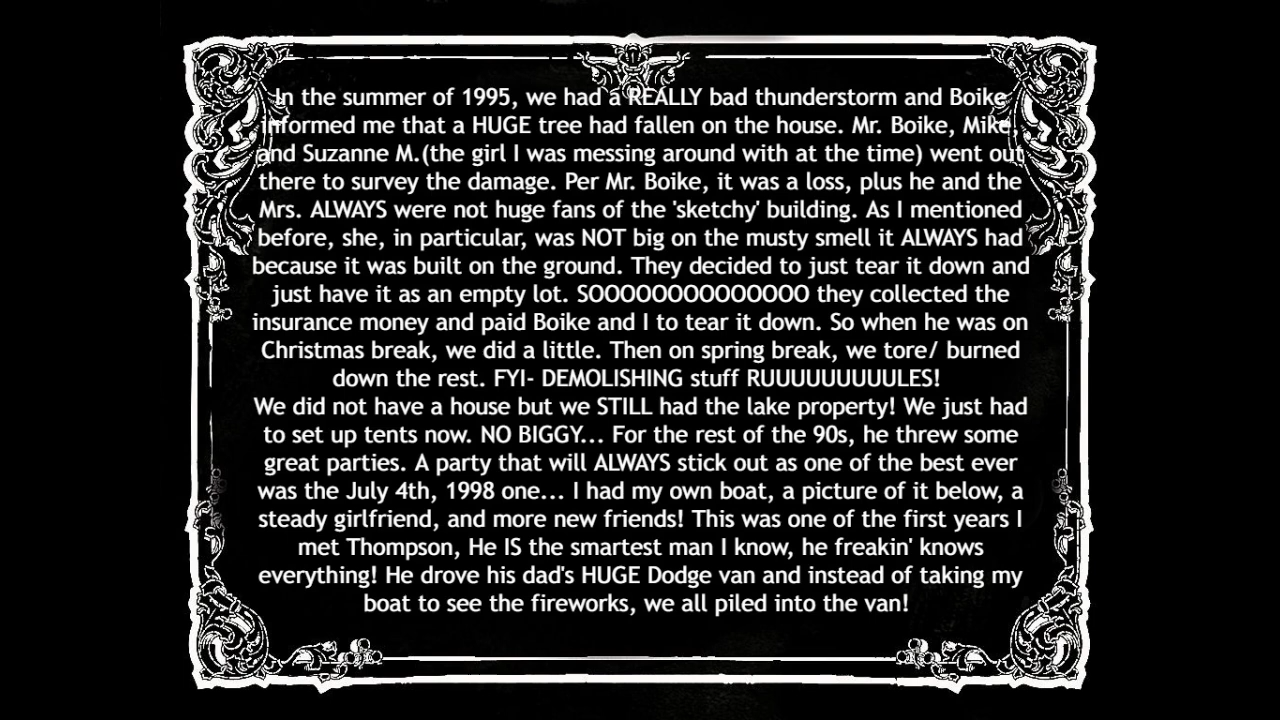 In the summer of 1995, we had a REALLY bad thunderstorm and Boike
informed me that a HUGE tree had fallen on the house. Mr. Boike, Mike,
and Suzanne M.(the girl I was messing around with at the time) went out
there to survey the damage. Per Mr. Boike, it was a loss, plus he and the
Mrs. ALWAYS were not huge fans of the 'sketchy' building. As I mentioned
before, she, in particular, was NOT big on the musty smell it ALWAYS had
because it was built on the ground. They decided to just tear it down and
just have it as an empty lot. SOOOOOOOOOOOOOO they collected the
insurance money and paid Boike and I to tear it down. So when he was on
Christmas break, we did a little. Then on spring break, we tore/ burned
down the rest. FYI- DEMOLISHING stuff RUUUUUUUUULES!
We did not have a house but we STILL had the lake property! We just had
to set up tents now. NO BIGGY... For the rest of the 90s, he threw some
great parties. A party that will ALWAYS stick out as one of the best ever
was the July 4th, 1998 one... I had my own boat, a picture of it below, a
steady girlfriend, and more new friends! This was one of the first years I
met Thompson, He IS the smartest man I know, he freakin' knows
everything! He drove his dad's HUGE Dodge van and instead of taking my
boat to see the fireworks, we all piled into the van!